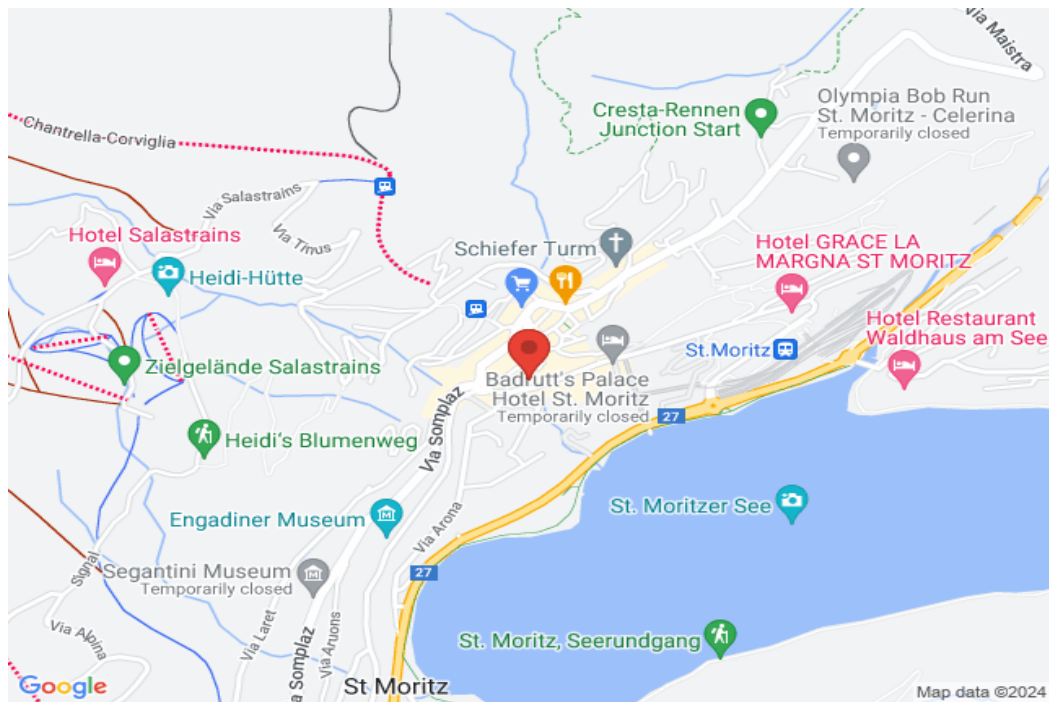 Via Maistra
Cresta-Rennen
Junction Start
Olympia Bob Run
St. Moritz - Celerina
Temporarily closed
Chantrella-Corviglia
Via Salastrains
Via Tinus
Hotel Salastrains
Schiefer Turm
Hotel GRACE LA
MARGNA ST MORITZ
Heidi-Hütte
Hotel Restaurant
Waldhaus am See
St.Moritz
Zielgelände Salastrains
Badrutt's Palace
Hotel St. Moritz
Temporarily closed
27
Via Somplaz
Heidi's Blumenweg
St. Moritzer See
Engadiner Museum
Via Arona
Segantini Museum
Temporarily closed
27
Signal
Via Alpina
Via Laret
Via Aruons
a Somplaz
St. Moritz, Seerundgang
St Moritz
Google
Map data ©2024